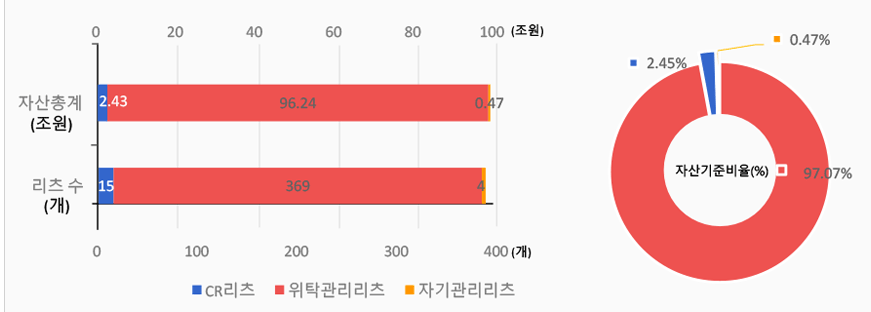 0 20 40 60 80 100 (조원)
자산총계
(조원)
2.43 96.24 0.47
리츠 수
(개)
15 369 4
0 100 200 300 400 (개)
CR리츠 위탁관리리츠 자기관리리츠
0.47%
2.45%
자산기준비율(%)
97.07%